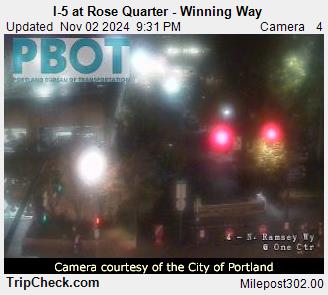 I-5 at Rose Quarter - Winning Way
Updated Nov 02 2024 9:31 PM Camera 4
PBOT
PORTLAND BUREAU OF TRANSPORTATION
4 - N. Ramsey Wy
@ One Ctr
Camera courtesy of the City of Portland
TripCheck.com Milepost302.00